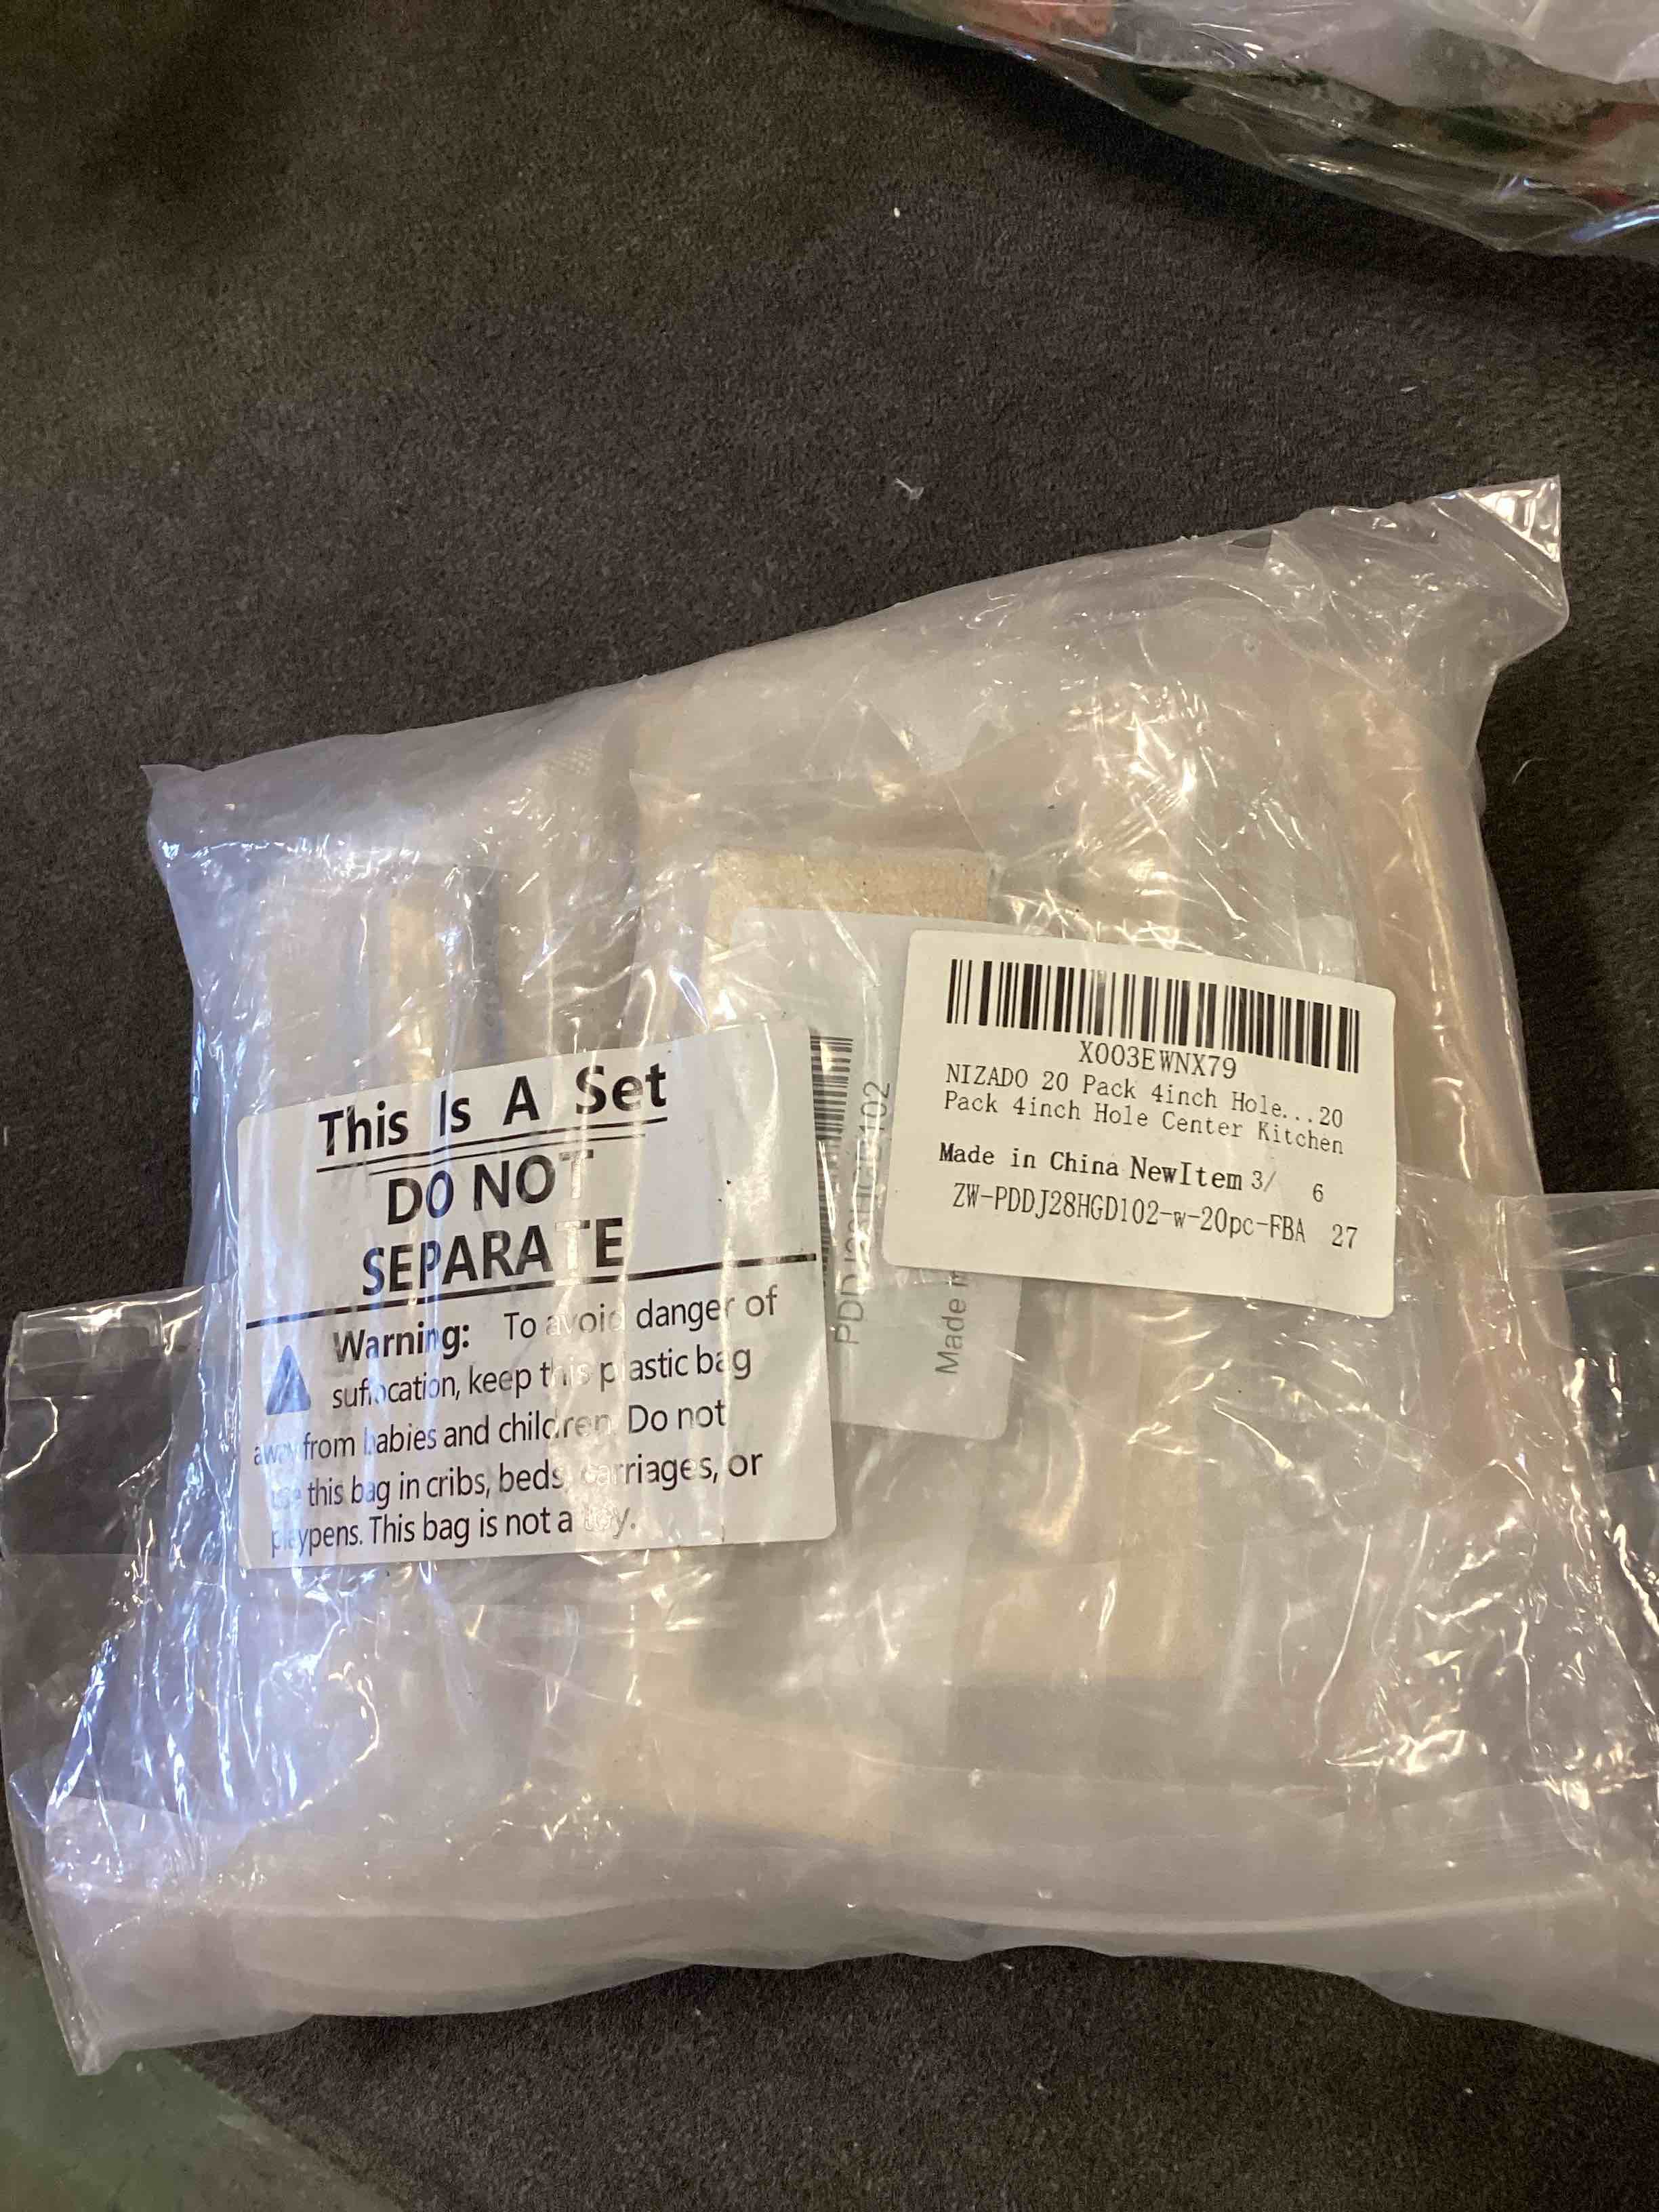 This Is A Set
DO NOT
SEPARATE
Warning: To avoid danger of
suffocation, keep this plastic bag
away from babies and children. Do not
use this bag in cribs, beds, carriages, or
playpens. This bag is not a toy.
X003EWNX79
NIZADO 20 Pack 4inch Hole...20
Pack 4inch Hole Center Kitchen
Made in China NewItem 3/ 6
ZW-PDDJ28HGD102-w-20pc-FBA 27
Made